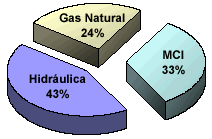 Gas Natural
24%
MCI
33%
Hidráulica
43%